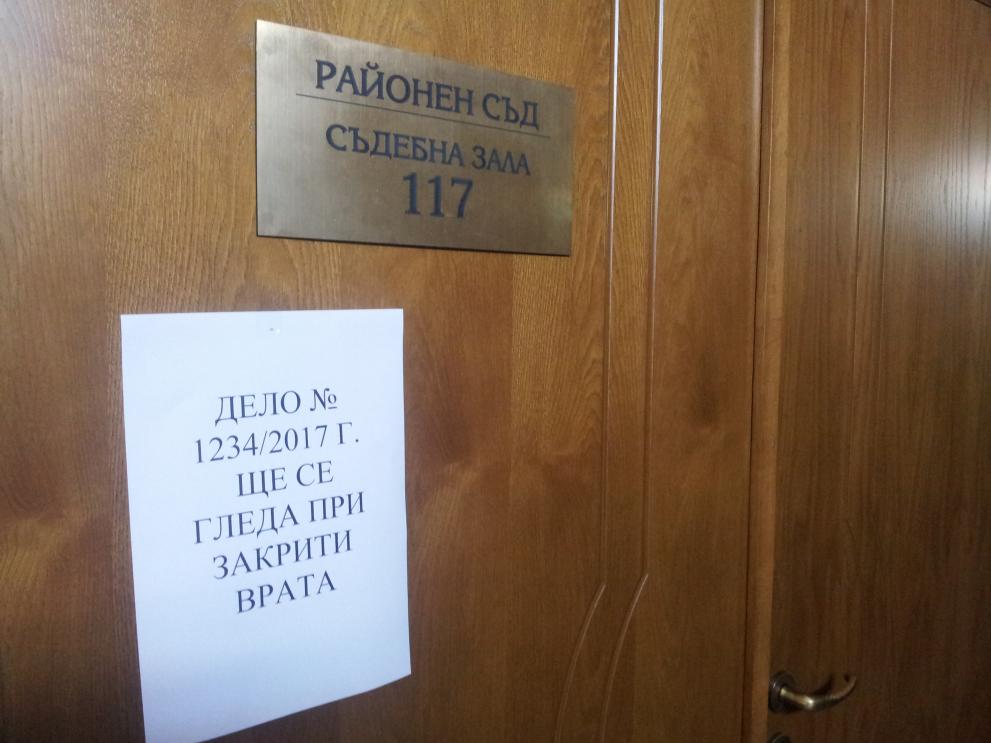 РАЙОНЕН СЪД
СЪДЕБНА ЗАЛА
117
ДЕЛО №
1234/2017 Г.
ЩЕ СЕ
ГЛЕДА ПРИ
ЗАКРИТИ
ВРАТА